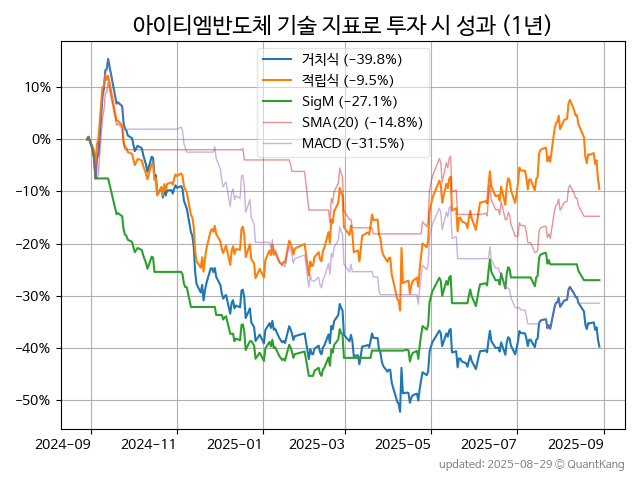 아이티엠반도체 기술 지표로 투자 시 성과 (1년)
거치식 (−39.8%)
적립식 (−9.5%)
SigM (−27.1%)
SMA(20) (−14.8%)
MACD (−31.5%)
10%
0%
−10%
−20%
−30%
−40%
−50%
2024-09 2024-11 2025-01 2025-03 2025-05 2025-07 2025-09
updated: 2025-08-29 © QuantKang